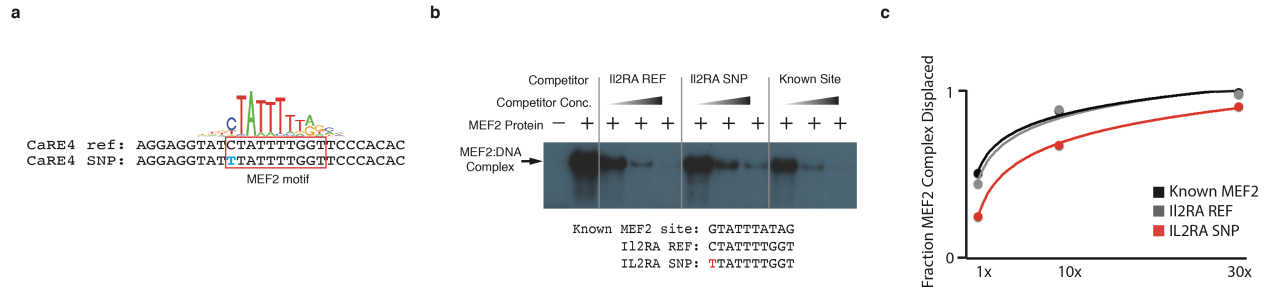 a
CTATTTTTAG
CaRE4 ref: AGGAGGTATCTATTTTGGTTCCCACAC
CaRE4 SNP: AGGAGGTATTTATTTTGGTTCCCACAC
MEF2 motif
b
Competitor Il2RA REF Il2RA SNP Known Site
Competitor Conc.
MEF2 Protein — + + + + + + + + + +
MEF2:DNA
Complex
Known MEF2 site: GTATTTATAG
Il2RA REF: CTATTTTGGT
IL2RA SNP: TTATTTTGGT
c
Fraction MEF2 Complex Displaced
1
0
1x 10x 30x
Known MEF2
Il2RA REF
IL2RA SNP